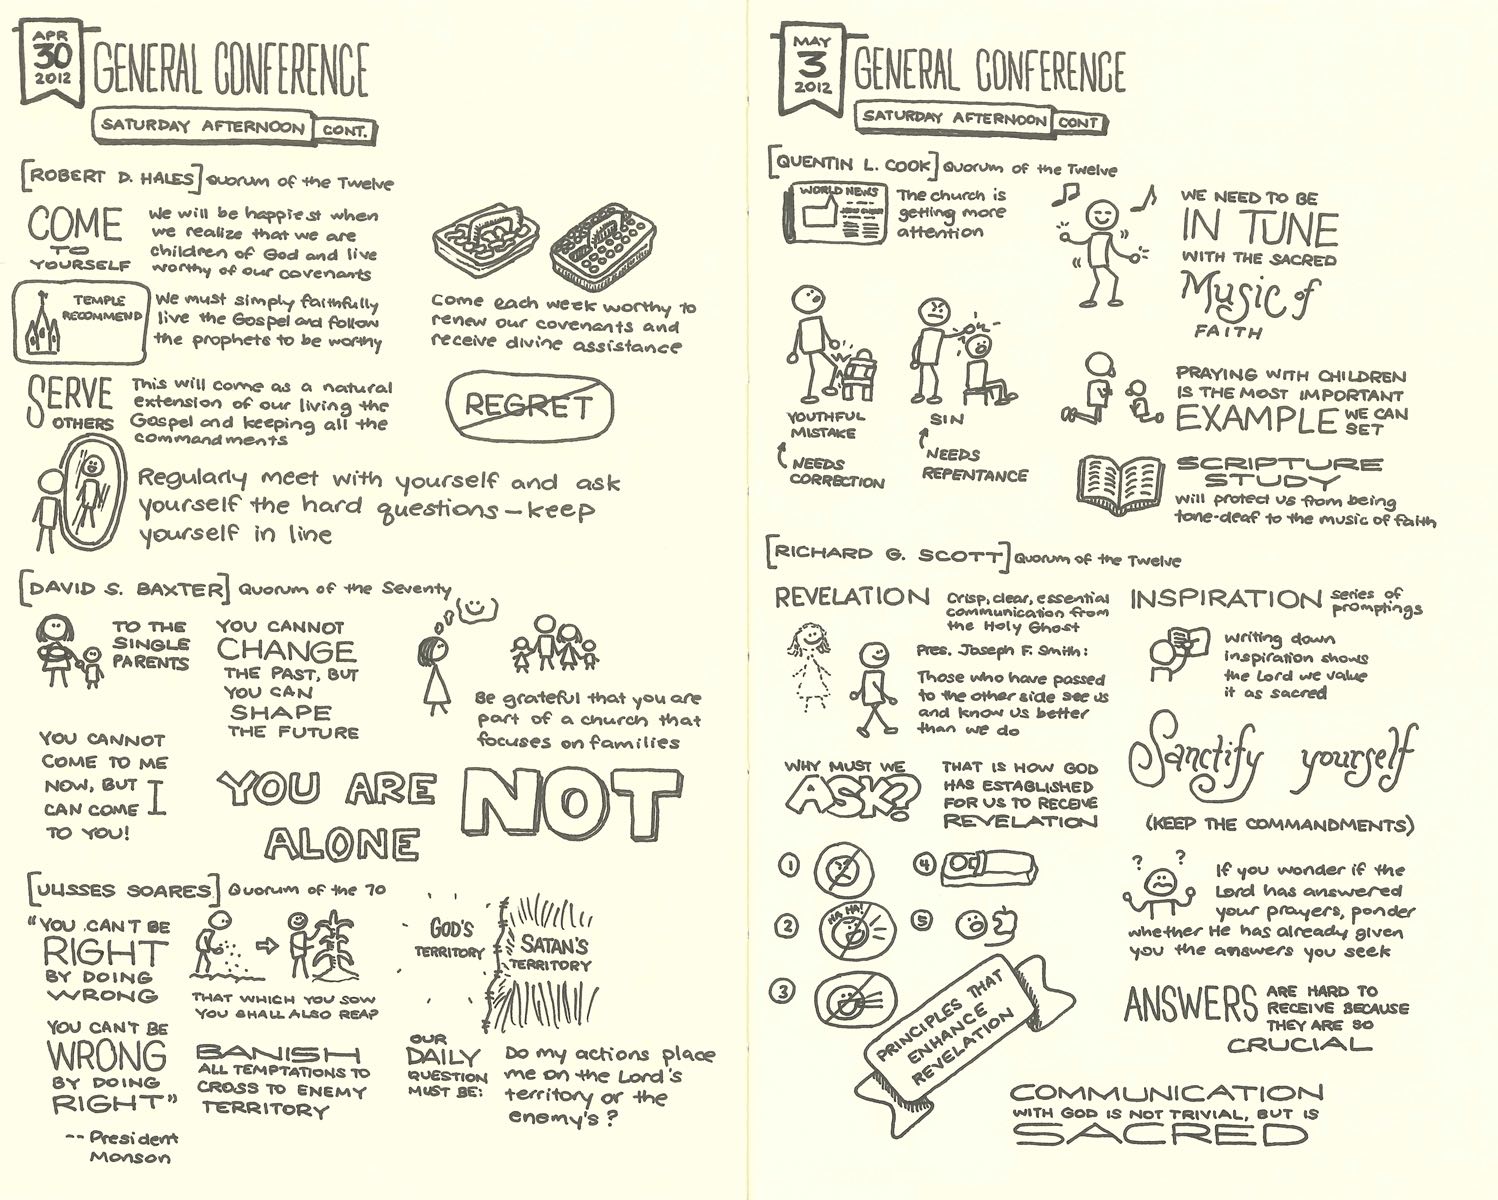 APR
30
2012
GENERAL CONFERENCE
SATURDAY AFTERNOON CONT.
[ROBERT D. HALES] Quorum of the Twelve
COME
TO
YOURSELF
We will be happiest when
we realize that we are
children of God and live
worthy of our covenants
TEMPLE
RECOMMEND
We must simply faithfully
live the Gospel and follow
the prophets to be worthy
SERVE
OTHERS
This will come as a natural
extension of our living the
Gospel and keeping all the
commandments
Come each week worthy to
renew our covenants and
receive divine assistance
REGRET
Regularly meet with yourself and ask
yourself the hard questions—keep
yourself in line
[DAVID S. BAXTER] Quorum of the Seventy
TO THE
SINGLE
PARENTS
YOU CANNOT
CHANGE
THE PAST, BUT
YOU CAN
SHAPE
THE FUTURE
Be grateful that you are
part of a church that
focuses on families
YOU CANNOT
COME TO ME
NOW, BUT I
CAN COME
TO YOU!
YOU ARE NOT
ALONE
[ULISSES SOARES] Quorum of the 70
"YOU CAN'T BE
RIGHT
BY DOING
WRONG
YOU CAN'T BE
WRONG
BY DOING
RIGHT"
-- President
Monson
THAT WHICH YOU SOW
YOU SHALL ALSO REAP
BANISH
ALL TEMPTATIONS TO
CROSS TO ENEMY
TERRITORY
GOD'S
TERRITORY
SATAN'S
TERRITORY
OUR
DAILY
QUESTION
MUST BE:
Do my actions place
me on the Lord's
territory or the
enemy's?
MAY
3
2012
GENERAL CONFERENCE
SATURDAY AFTERNOON CONT
[QUENTIN L. COOK] Quorum of the Twelve
WORLD NEWS
The church is
getting more
attention
YOUTHFUL
MISTAKE
NEEDS
CORRECTION
SIN
NEEDS
REPENTANCE
WE NEED TO BE
IN TUNE
WITH THE SACRED
Music of
FAITH
PRAYING WITH CHILDREN
IS THE MOST IMPORTANT
EXAMPLE WE CAN
SET
SCRIPTURE
STUDY
will protect us from being
tone-deaf to the music of faith
[RICHARD G. SCOTT] Quorum of the Twelve
REVELATION
Crisp, clear, essential
communication from
the Holy Ghost
Pres. Joseph F. Smith:
Those who have passed
to the other side see us
and know us better
than we do
WHY MUST WE
ASK?
THAT IS HOW GOD
HAS ESTABLISHED
FOR US TO RECEIVE
REVELATION
1
2
HA HA!
3
4
5
PRINCIPLES THAT
ENHANCE
REVELATION
INSPIRATION series of
promptings
writing down
inspiration shows
the Lord we value
it as sacred
Sanctify yourself
(KEEP THE COMMANDMENTS)
? ?
If you wonder if the
Lord has answered
your prayers, ponder
whether He has already given
you the answers you seek
ANSWERS ARE HARD TO
RECEIVE BECAUSE
THEY ARE SO
CRUCIAL
COMMUNICATION
WITH GOD IS NOT TRIVIAL, BUT IS
SACRED